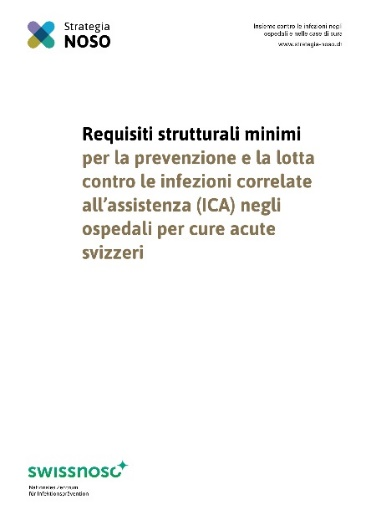 Strategia
NOSO
Insieme contro le infezioni negli
ospedali e nelle case di cura
www.strategia-noso.ch
Requisiti strutturali minimi
per la prevenzione e la lotta
contro le infezioni correlate
all'assistenza (ICA) negli
ospedali per cure acute
svizzeri
swissnoso
Nationales Zentrum
für Infektionsprävention